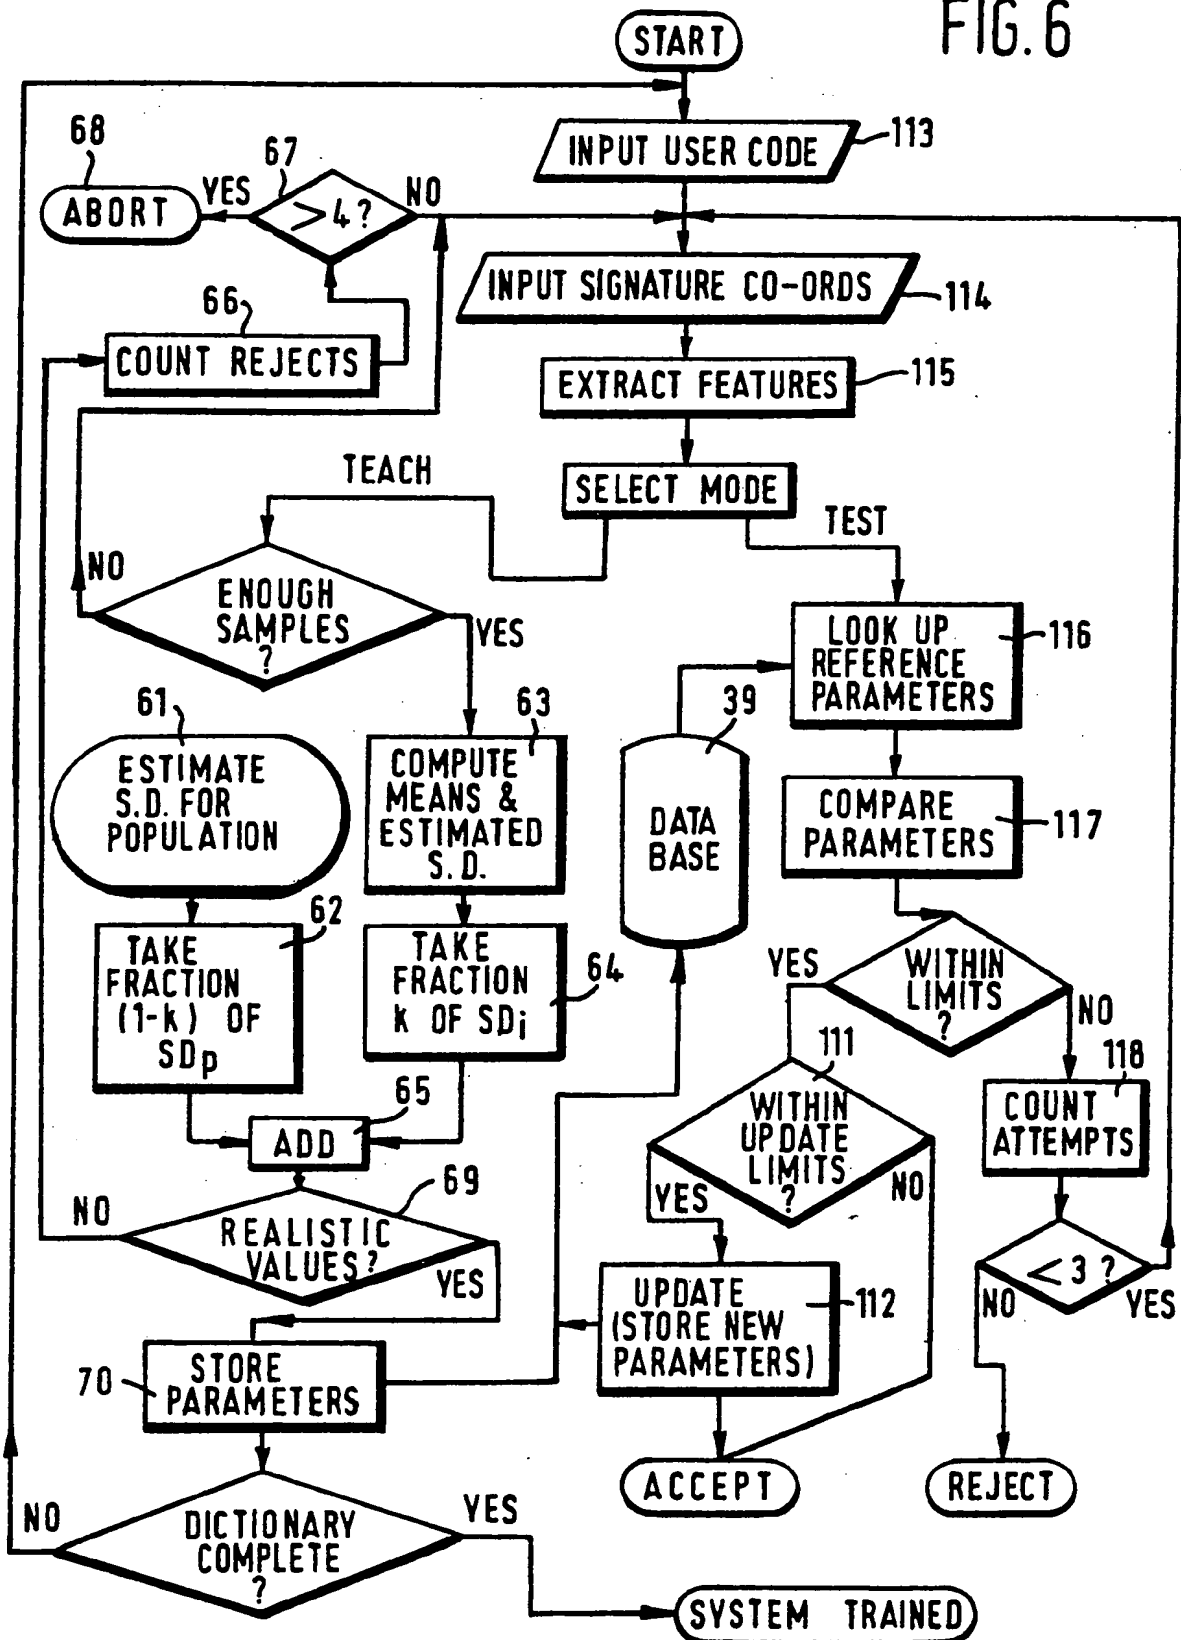 FIG. 6
START
113
INPUT USER CODE
68
67
YES
NO
ABORT
>4?
INPUT SIGNATURE CO-ORDS
114
66
COUNT REJECTS
EXTRACT FEATURES
115
TEACH
SELECT MODE
TEST
NO
ENOUGH
SAMPLES
?
YES
LOOK UP
REFERENCE
PARAMETERS
116
61
ESTIMATE
S.D. FOR
POPULATION
63
COMPUTE
MEANS &
ESTIMATED
S.D.
39
DATA
BASE
COMPARE
PARAMETERS
117
62
TAKE
FRACTION
(1-k) OF
SDp
TAKE
FRACTION
k OF SDi
64
YES
WITHIN
LIMITS
?
NO
111
WITHIN
UPDATE
LIMITS
?
YES
NO
118
COUNT
ATTEMPTS
65
ADD
69
NO
REALISTIC
VALUES?
YES
<3?
NO
YES
UPDATE
(STORE NEW
PARAMETERS)
112
70
STORE
PARAMETERS
ACCEPT
REJECT
NO
DICTIONARY
COMPLETE
?
YES
SYSTEM TRAINED